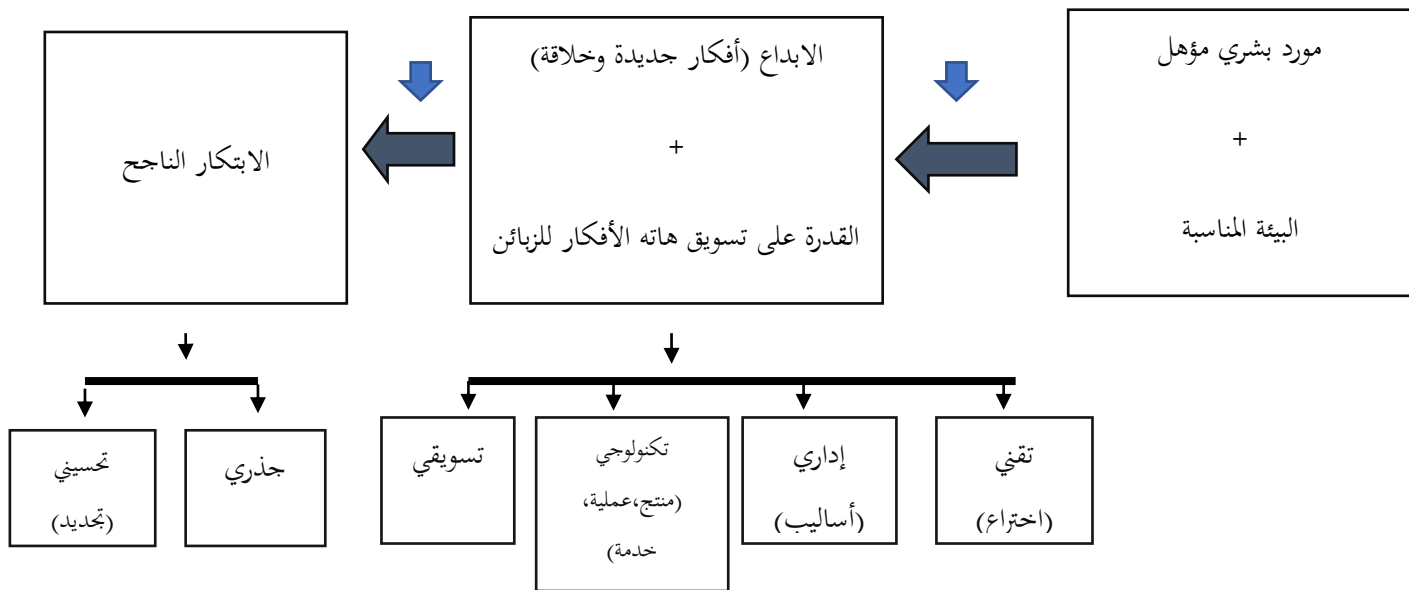 مورد بشري مؤهل
+
البيئة المناسبة
الابداع (أفكار جديدة وخلاقة)
+
القدرة على تسويق هاته الأفكار للزبائن
الابتكار الناجح
تقني
(اختراع)
إداري
(أساليب)
تكنولوجي
(منتج،عملية،
خدمة)
تسويقي
جذري
تحسيني
(تجديد)